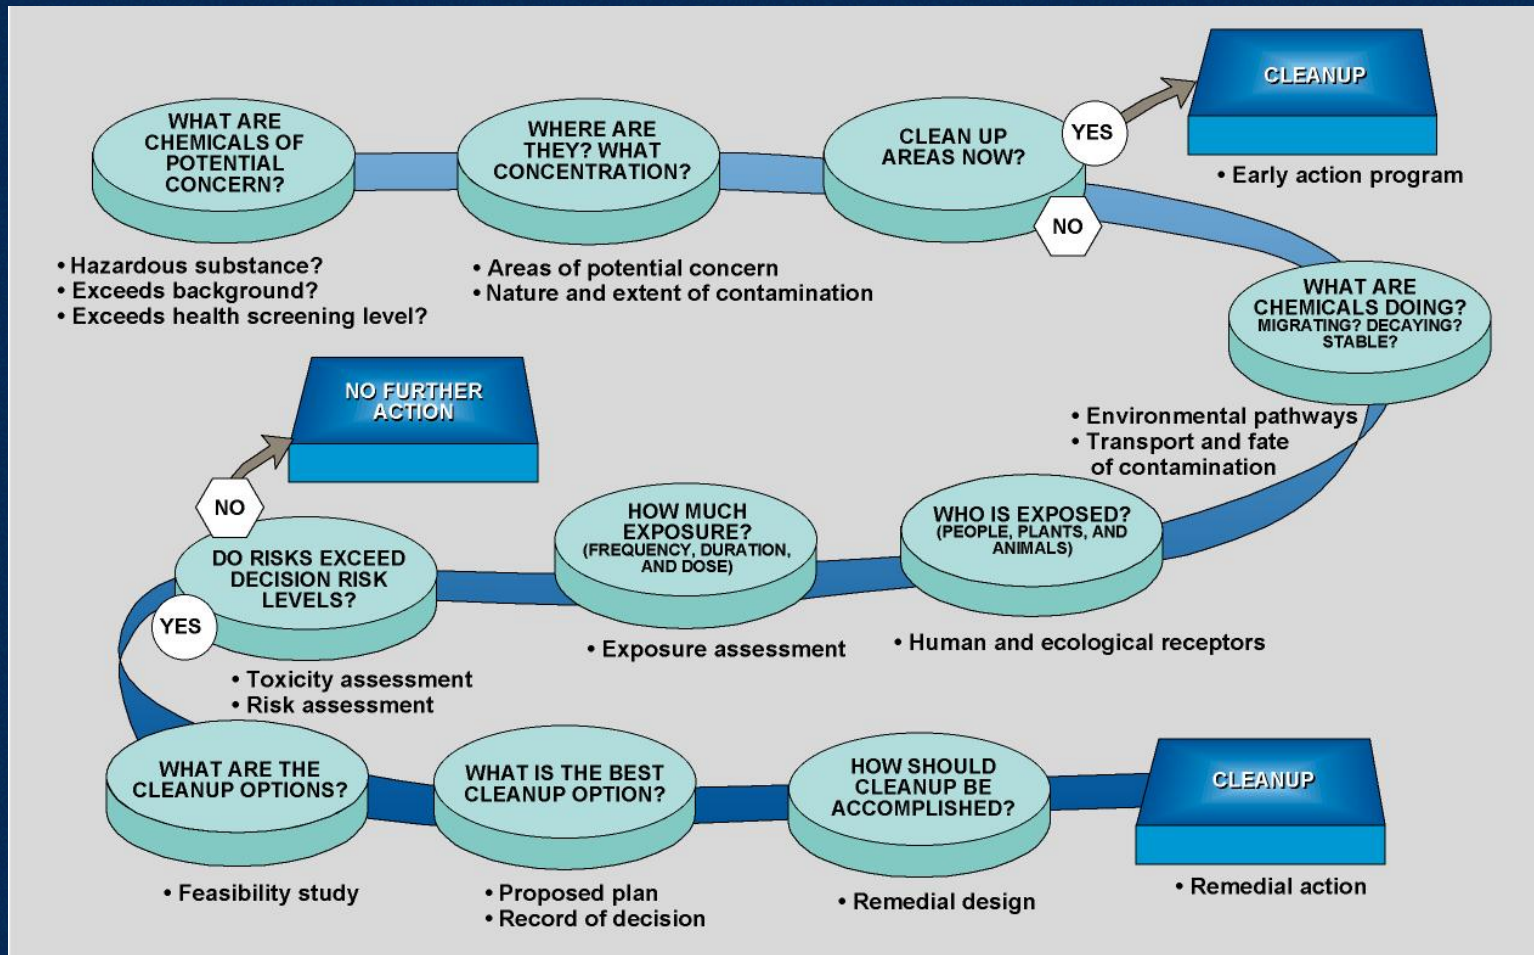 WHAT ARE
CHEMICALS OF
POTENTIAL
CONCERN?
• Hazardous substance?
• Exceeds background?
• Exceeds health screening level?
WHERE ARE
THEY? WHAT
CONCENTRATION?
• Areas of potential concern
• Nature and extent of contamination
CLEAN UP
AREAS NOW?
YES
CLEANUP
• Early action program
NO
WHAT ARE
CHEMICALS DOING?
MIGRATING? DECAYING?
STABLE?
• Environmental pathways
• Transport and fate
of contamination
WHO IS EXPOSED?
(PEOPLE, PLANTS, AND
ANIMALS)
• Human and ecological receptors
HOW MUCH
EXPOSURE?
(FREQUENCY, DURATION,
AND DOSE)
• Exposure assessment
DO RISKS EXCEED
DECISION RISK
LEVELS?
• Toxicity assessment
• Risk assessment
NO
NO FURTHER
ACTION
YES
WHAT ARE THE
CLEANUP OPTIONS?
• Feasibility study
WHAT IS THE BEST
CLEANUP OPTION?
• Proposed plan
• Record of decision
HOW SHOULD
CLEANUP BE
ACCOMPLISHED?
• Remedial design
CLEANUP
• Remedial action